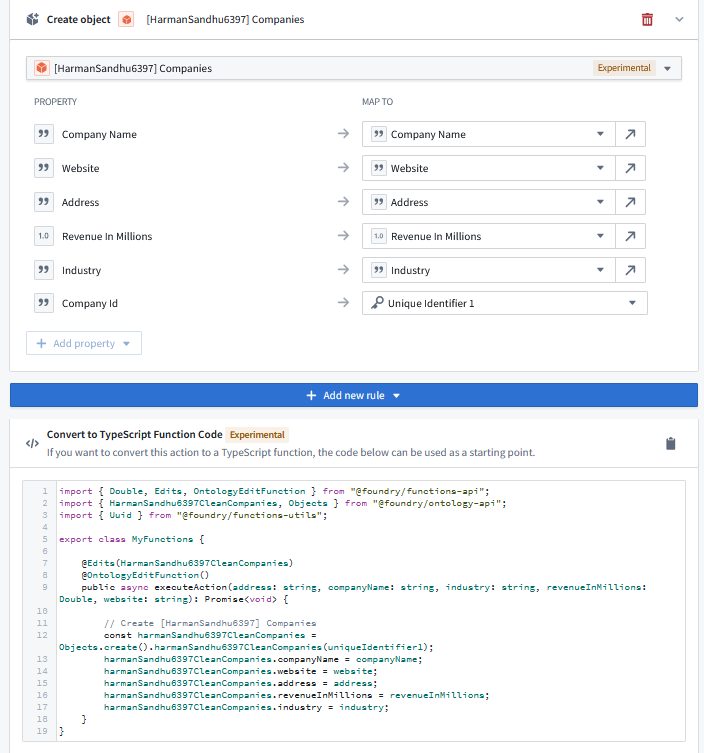 Create object [HarmanSandhu6397] Companies
[HarmanSandhu6397] Companies Experimental
PROPERTY MAP TO
Company Name Company Name
Website Website
Address Address
1.0 Revenue In Millions 1.0 Revenue In Millions
Industry Industry
Company Id Unique Identifier 1
+ Add property
+ Add new rule
</> Convert to TypeScript Function Code Experimental
If you want to convert this action to a TypeScript function, the code below can be used as a starting point.
1 import { Double, Edits, OntologyEditFunction } from "@foundry/functions-api";
2 import { HarmanSandhu6397CleanCompanies, Objects } from "@foundry/ontology-api";
3 import { Uuid } from "@foundry/functions-utils";
4
5 export class MyFunctions {
6
7 @Edits(HarmanSandhu6397CleanCompanies)
8 @OntologyEditFunction()
9 public async executeAction(address: string, companyName: string, industry: string, revenueInMillions:
Double, website: string): Promise<void> {
10
11 // Create [HarmanSandhu6397] Companies
12 const harmanSandhu6397CleanCompanies =
Objects.create().harmanSandhu6397CleanCompanies(uniqueIdentifier1);
13 harmanSandhu6397CleanCompanies.companyName = companyName;
14 harmanSandhu6397CleanCompanies.website = website;
15 harmanSandhu6397CleanCompanies.address = address;
16 harmanSandhu6397CleanCompanies.revenueInMillions = revenueInMillions;
17 harmanSandhu6397CleanCompanies.industry = industry;
18 }
19 }